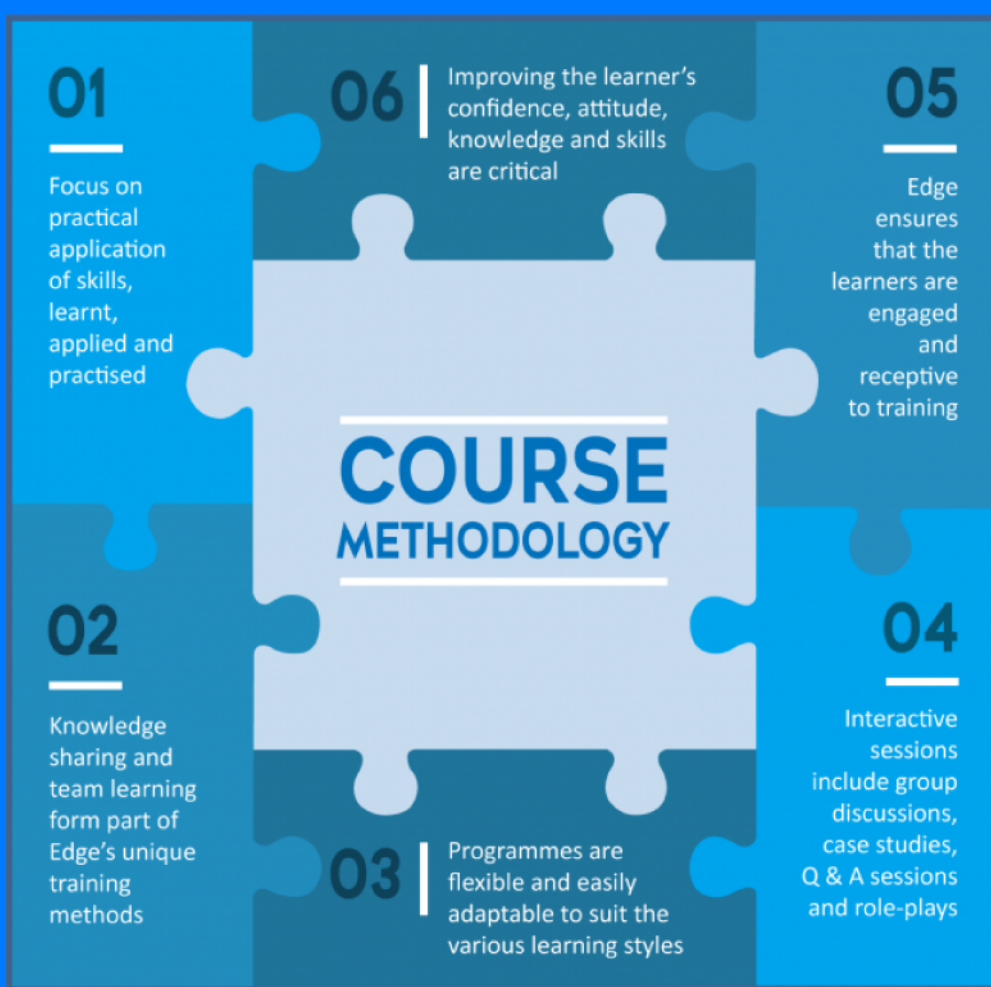 01
Focus on
practical
application
of skills,
learnt,
applied and
practised
02
Knowledge
sharing and
team learning
form part of
Edge’s unique
training
methods
03
Programmes are
flexible and easily
adaptable to suit the
various learning styles
04
Interactive
sessions
include group
discussions,
case studies,
Q & A sessions
and role-plays
05
Edge
ensures
that the
learners are
engaged
and
receptive
to training
06
Improving the learner’s
confidence, attitude,
knowledge and skills
are critical
COURSE
METHODOLOGY